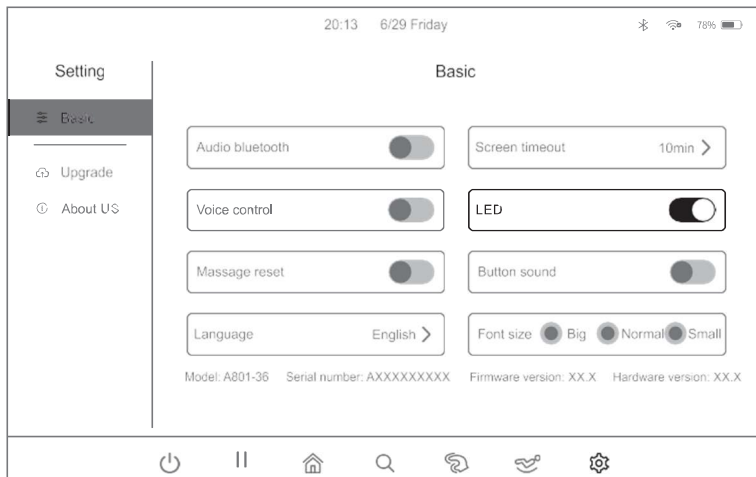 20:13 6/29 Friday 78%
Setting
Basic
Basic
Upgrade
About US
Audio bluetooth
Screen timeout 10min
Voice control
LED
Massage reset
Button sound
Language English
Font size Big Normal Small
Model: A801-36 Serial number: AXXXXXXXXXX Firmware version: XX.X Hardware version: XX.X